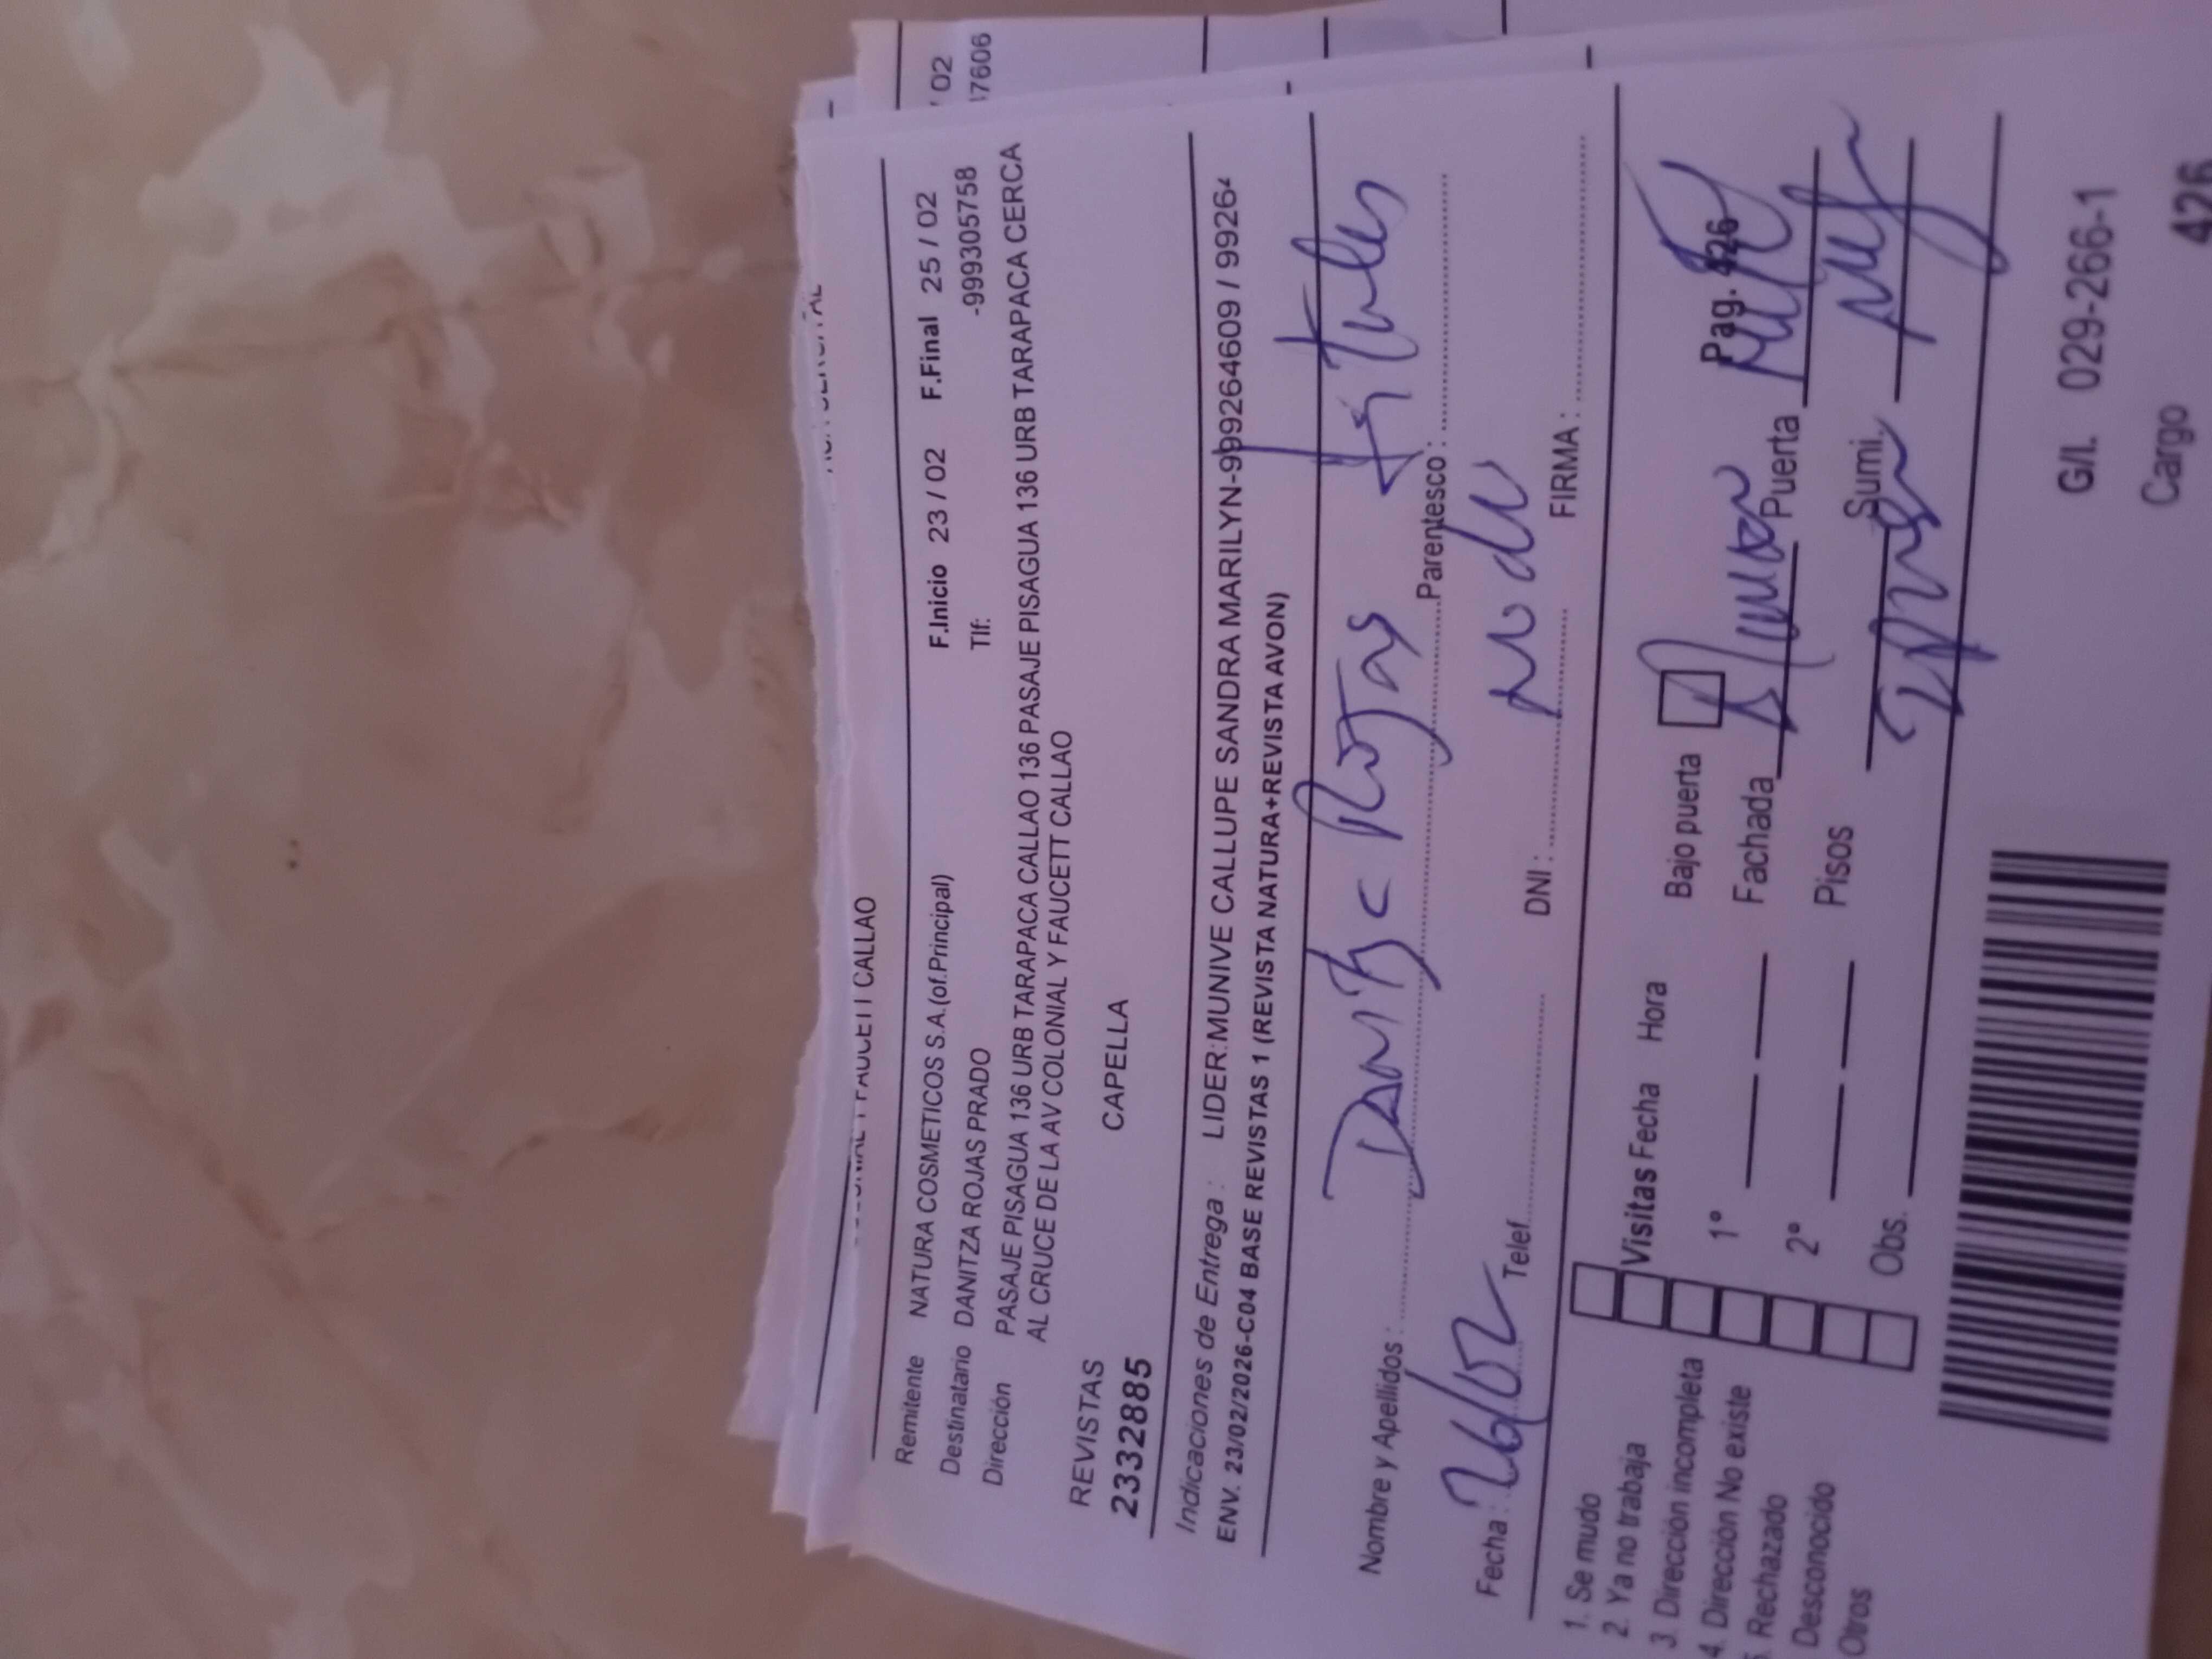 FAUCETT CALLAO
/ 02
17606
Remitente NATURA COSMETICOS S.A.(of.Principal) F.Inicio 23 / 02 F.Final 25 / 02
Destinatario DANITZA ROJAS PRADO Tlf: -999305758
Dirección PASAJE PISAGUA 136 URB TARAPACA CALLAO 136 PASAJE PISAGUA 136 URB TARAPACA CERCA
AL CRUCE DE LA AV COLONIAL Y FAUCETT CALLAO
REVISTAS CAPELLA
2332885
Indicaciones de Entrega : LIDER:MUNIVE CALLUPE SANDRA MARILYN-999264609 / 99264
ENV. 23/02/2026-C04 BASE REVISTAS 1 (REVISTA NATURA+REVISTA AVON)
Nombre y Apellidos : Rojas Parentesco : titular
Fecha : 26/02 Telef. DNI : FIRMA :
1. Se mudo
2. Ya no trabaja
3. Dirección incompleta
4. Dirección No existe
Rechazado
Desconocido
Otros
Visitas Fecha Hora Bajo puerta Pag. 426
1° Fachada Puerta
2° Pisos Sumi.
Obs.
G/I. 029-266-1
Cargo 426